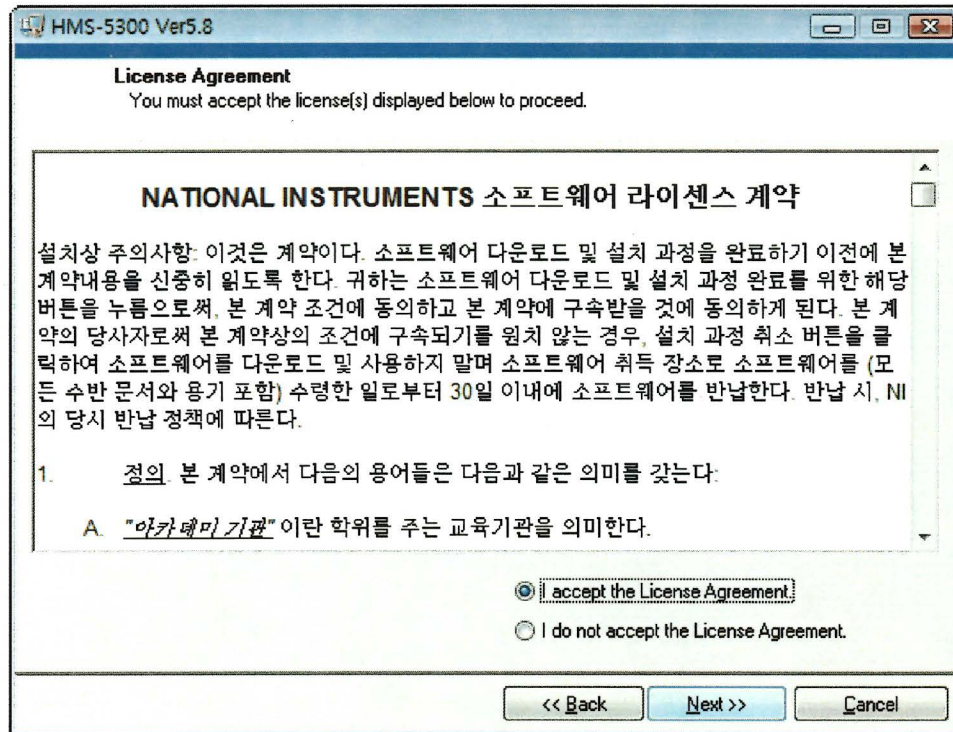 HMS-5300 Ver5.8
License Agreement
You must accept the license(s) displayed below to proceed.
NATIONAL INSTRUMENTS 소프트웨어 라이센스 계약
설치상 주의사항: 이것은 계약이다. 소프트웨어 다운로드 및 설치 과정을 완료하기 이전에 본
계약내용을 신중히 읽도록 한다. 귀하는 소프트웨어 다운로드 및 설치 과정 완료를 위한 해당
버튼을 누름으로써, 본 계약 조건에 동의하고 본 계약에 구속받을 것에 동의하게 된다. 본 계
약의 당사자로써 본 계약상의 조건에 구속되기를 원치 않는 경우, 설치 과정 취소 버튼을 클
릭하여 소프트웨어를 다운로드 및 사용하지 말며 소프트웨어 취득 장소로 소프트웨어를 (모
든 수반 문서와 용기 포함) 수령한 일로부터 30일 이내에 소프트웨어를 반납한다. 반납 시, NI
의 당시 반납 정책에 따른다.
1. 정의. 본 계약에서 다음의 용어들은 다음과 같은 의미를 갖는다:
A. "아카데미 기관" 이란 학위를 주는 교육기관을 의미한다.
I accept the License Agreement.
I do not accept the License Agreement.
<< Back Next >> Cancel